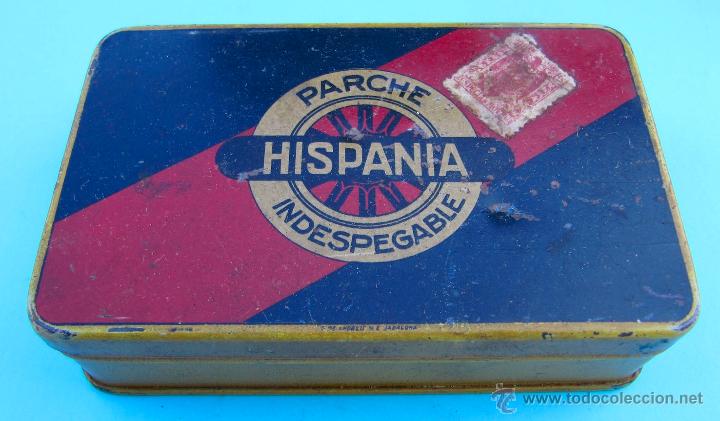 PARCHE
HISPANIA
INDESPEGABLE
www.todocoleccion.net